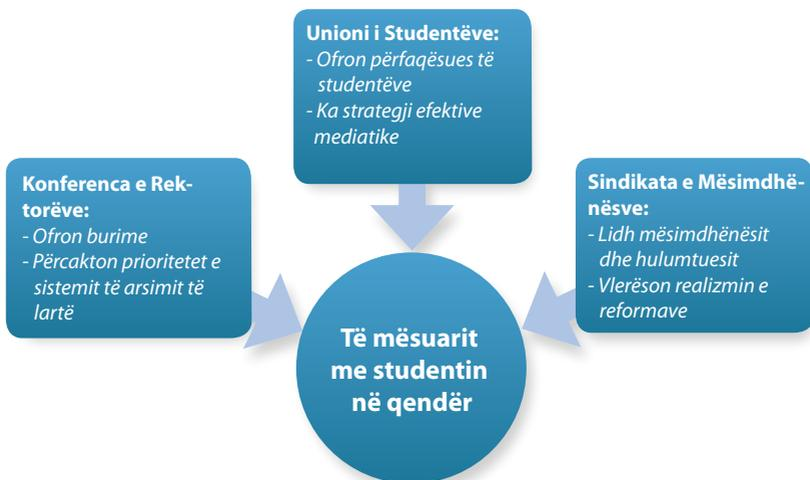 Unioni i Studentëve:
- Ofron përfaqësues të
studentëve
- Ka strategji efektive
mediatike
Konferenca e Rek-
torëve:
- Ofron burime
- Përcakton prioritetet e
sistemit të arsimit të
lartë
Sindikata e Mësimdhë-
nësve:
- Lidh mësimdhënësit
dhe hulumtuesit
- Vlerëson realizmin e
reformave
Të mësuarit
me studentin
në qendër